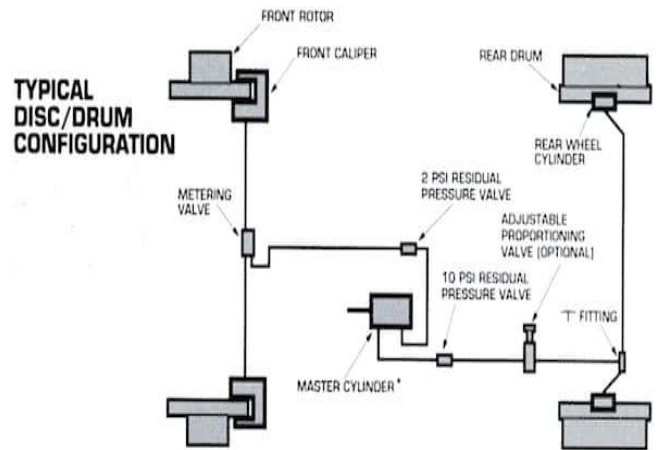 TYPICAL
DISC/DRUM
CONFIGURATION
FRONT ROTOR
FRONT CALIPER
REAR DRUM
REAR WHEEL
CYLINDER
METERING
VALVE
2 PSI RESIDUAL
PRESSURE VALVE
ADJUSTABLE
PROPORTIONING
VALVE (OPTIONAL)
10 PSI RESIDUAL
PRESSURE VALVE
"T" FITTING
MASTER CYLINDER*